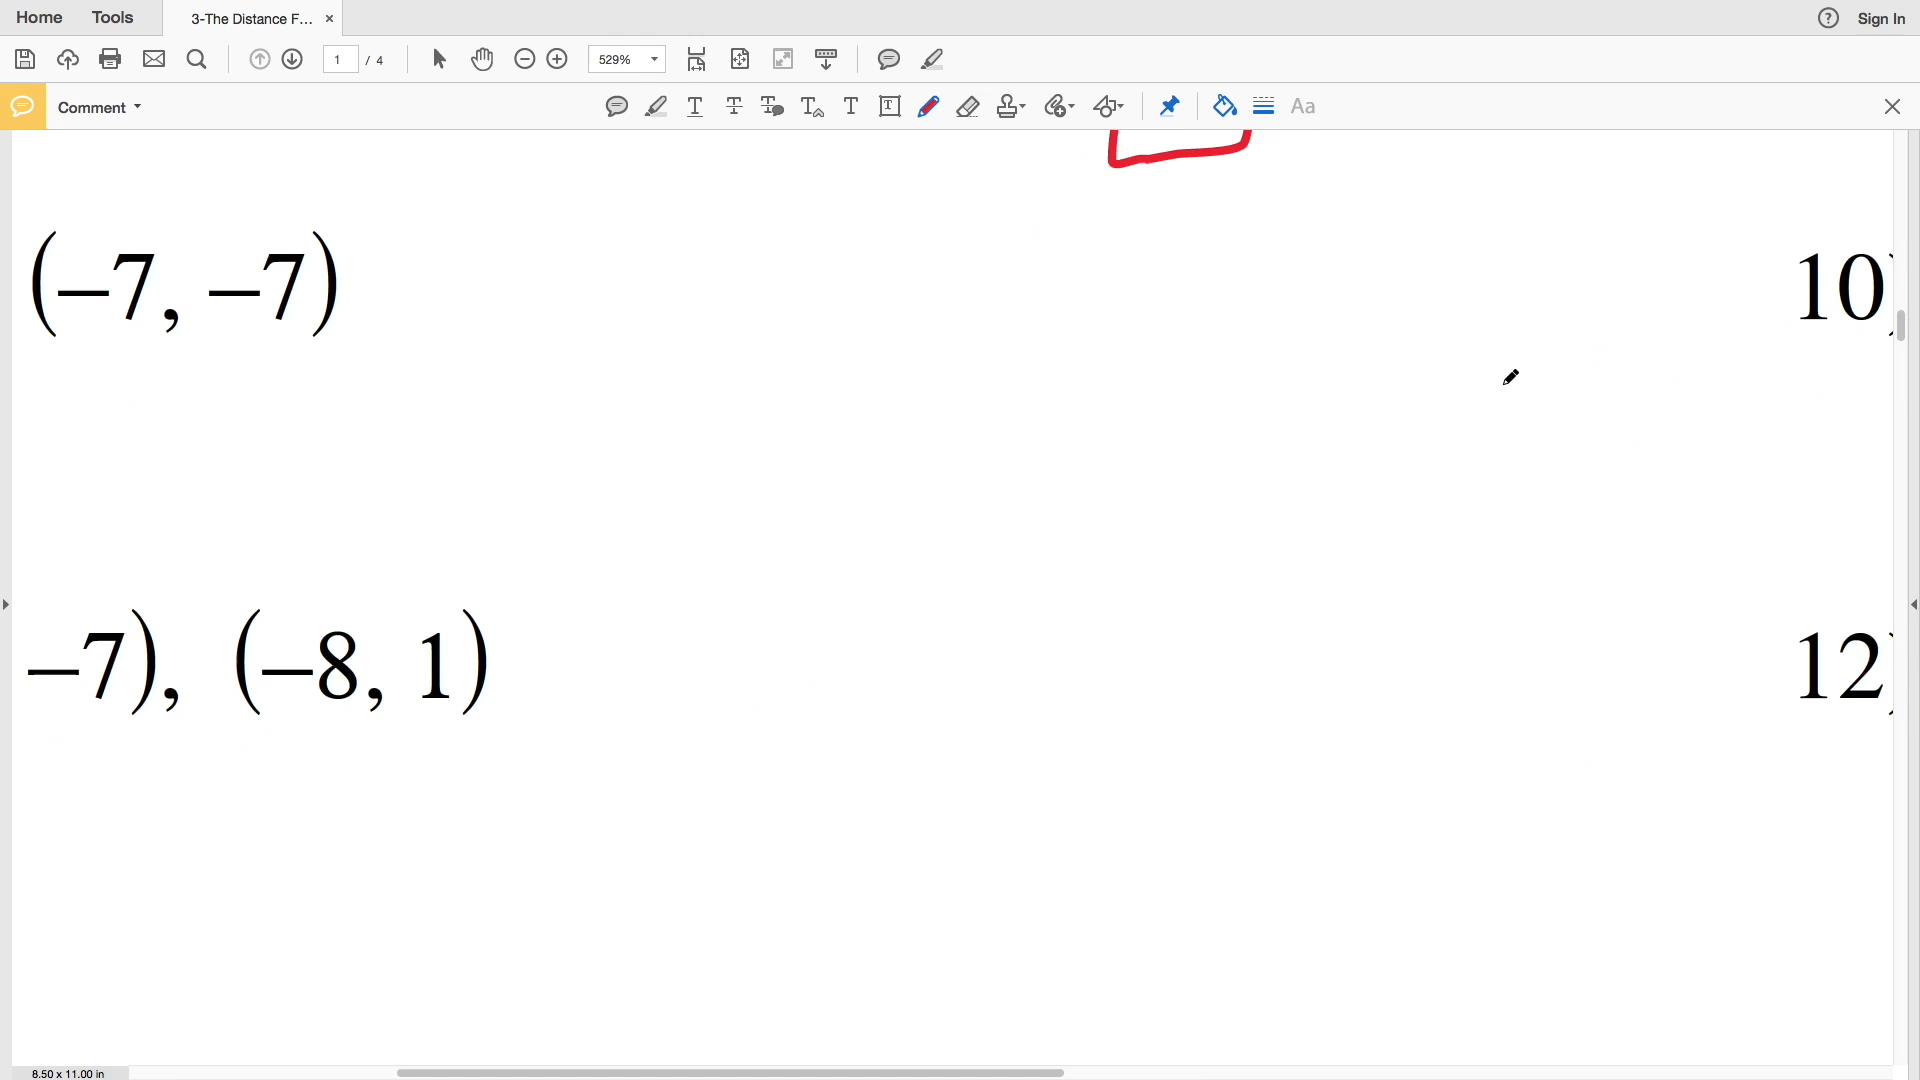 Home Tools 3-The Distance F... × Sign In
1 / 4 529%
Comment Aa
(–7, –7) 10)
–7), (–8, 1) 12)
8.50 x 11.00 in